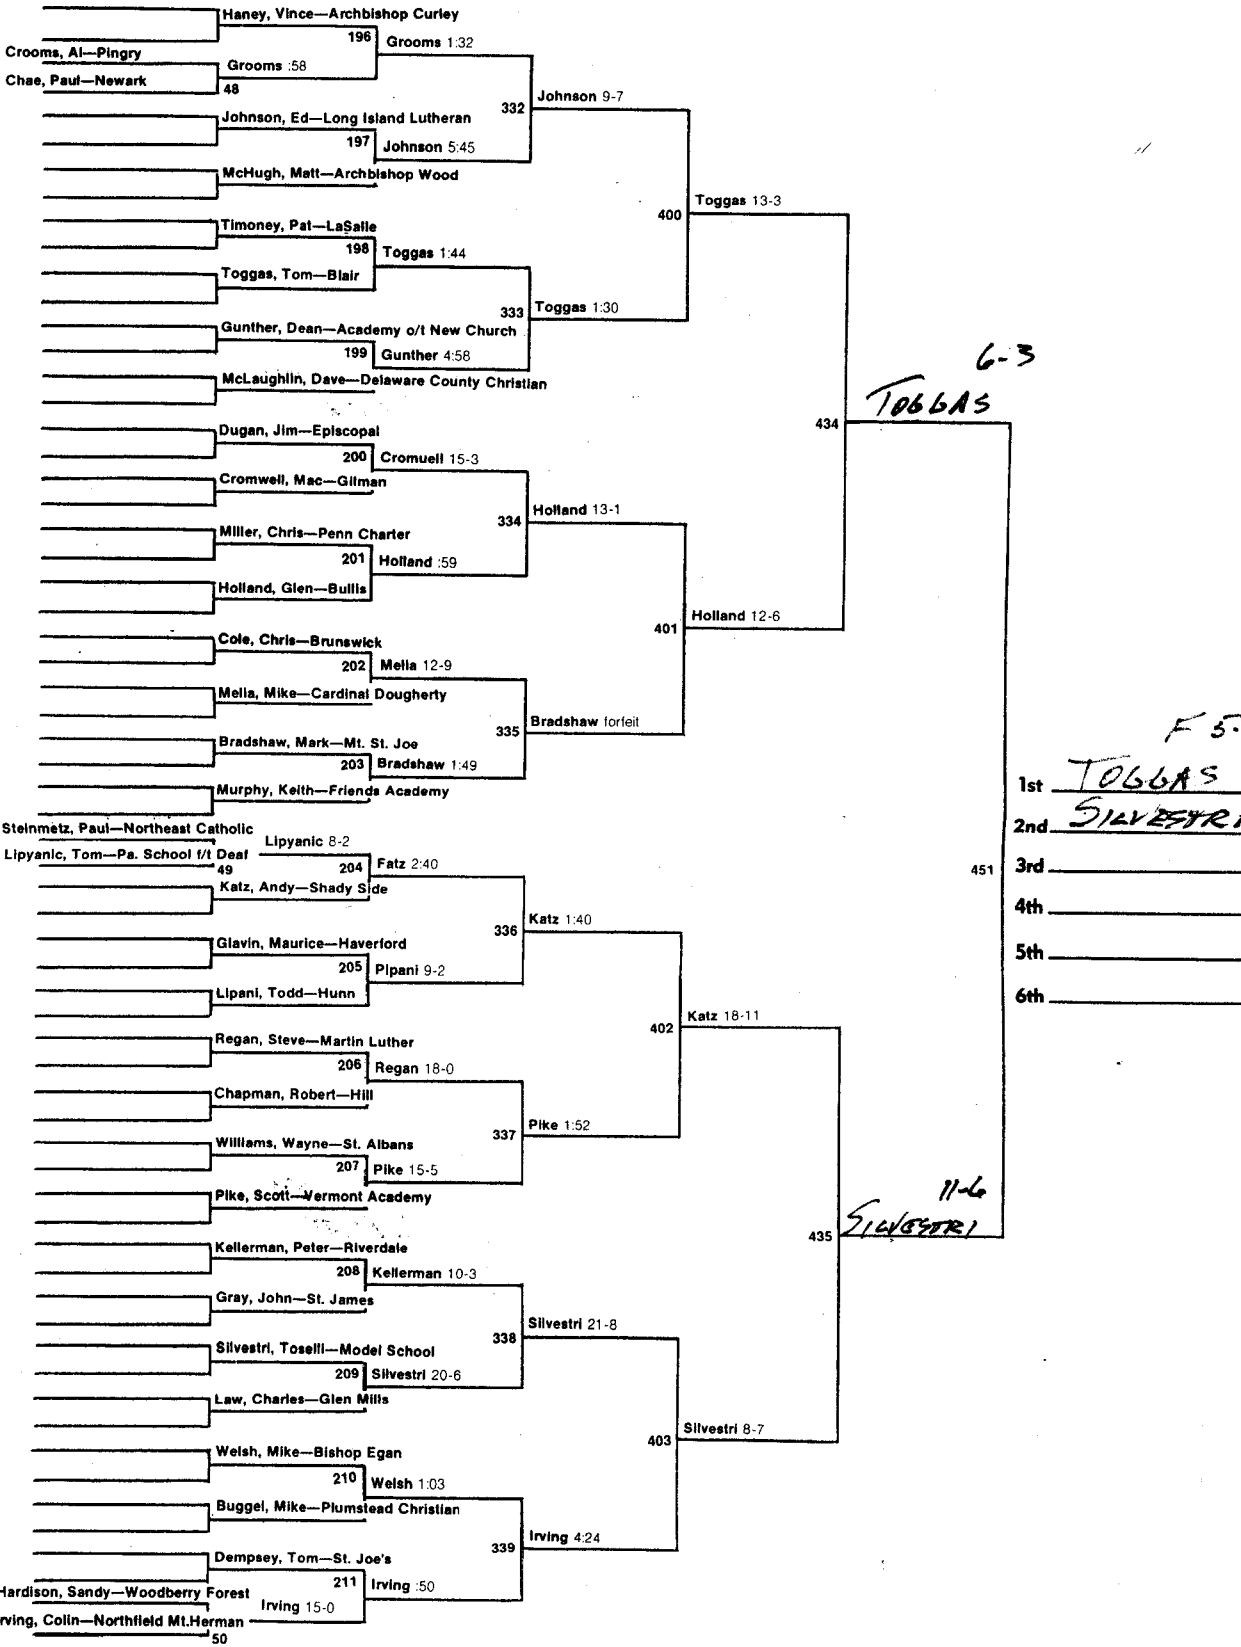 Haney, Vince—Archbishop Curley
196
Grooms 1:32
Crooms, Al—Pingry
Grooms :58
Chae, Paul—Newark
48
332
Johnson 9-7
Johnson, Ed—Long Island Lutheran
197
Johnson 5:45
McHugh, Matt—Archbishop Wood
400
Toggas 13-3
Timoney, Pat—LaSalle
198
Toggas 1:44
Toggas, Tom—Blair
333
Toggas 1:30
Gunther, Dean—Academy o/t New Church
199
Gunther 4:58
McLaughlin, Dave—Delaware County Christian
6-3
TOGGAS
434
Dugan, Jim—Episcopal
200
Cromuell 15-3
Cromwell, Mac—Gilman
334
Holland 13-1
Miller, Chris—Penn Charter
201
Holland :59
Holland, Glen—Bullis
401
Holland 12-6
Cole, Chris—Brunswick
202
Melia 12-9
Melia, Mike—Cardinal Dougherty
335
Bradshaw forfeit
Bradshaw, Mark—Mt. St. Joe
203
Bradshaw 1:49
Murphy, Keith—Friends Academy
F 5-
1st TOGGAS
2nd SILVESTRI
451
3rd
4th
5th
6th
Steinmetz, Paul—Northeast Catholic
Lipyanic 8-2
Lipyanic, Tom—Pa. School f/t Deaf
49
204
Fatz 2:40
Katz, Andy—Shady Side
336
Katz 1:40
Glavin, Maurice—Haverford
205
Pipani 9-2
Lipani, Todd—Hunn
402
Katz 18-11
Regan, Steve—Martin Luther
206
Regan 18-0
Chapman, Robert—Hill
337
Pike 1:52
Williams, Wayne—St. Albans
207
Pike 15-5
Pike, Scott—Vermont Academy
11-6
SILVESTRI
435
Kellerman, Peter—Riverdale
208
Kellerman 10-3
Gray, John—St. James
338
Silvestri 21-8
Silvestri, Toselli—Model School
209
Silvestri 20-6
Law, Charles—Glen Mills
403
Silvestri 8-7
Welsh, Mike—Bishop Egan
210
Welsh 1:03
Buggel, Mike—Plumstead Christian
339
Irving 4:24
Dempsey, Tom—St. Joe's
211
Irving :50
Hardison, Sandy—Woodberry Forest
Irving 15-0
rving, Colin—Northfield Mt.Herman
50